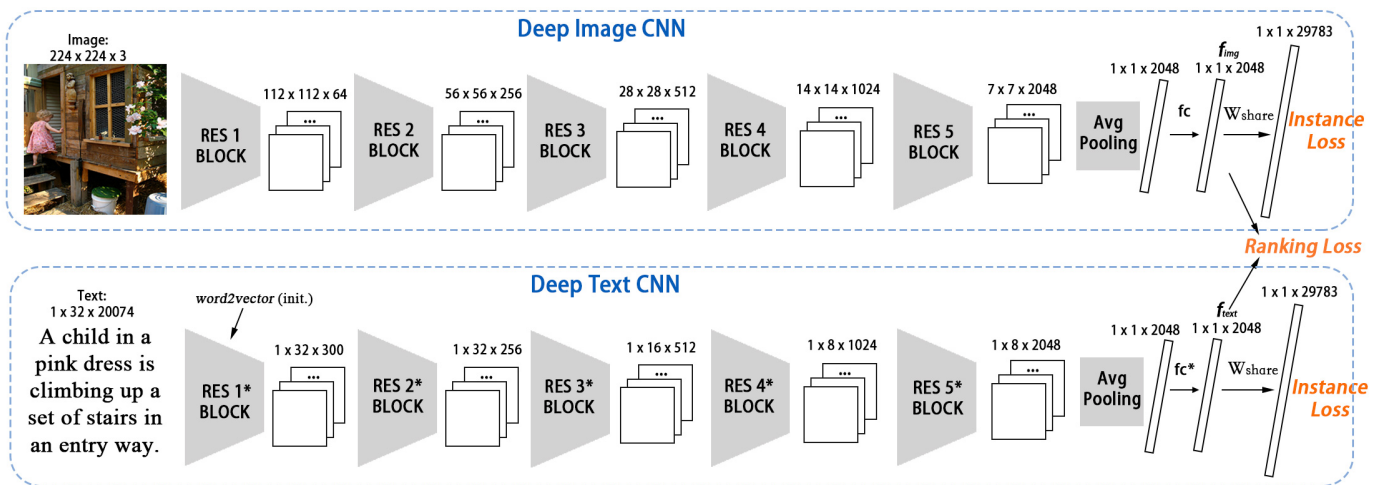 Deep Image CNN
Image:
224 x 224 x 3
RES 1
BLOCK
112 x 112 x 64
...
RES 2
BLOCK
56 x 56 x 256
...
RES 3
BLOCK
28 x 28 x 512
...
RES 4
BLOCK
14 x 14 x 1024
...
RES 5
BLOCK
7 x 7 x 2048
...
Avg
Pooling
1 x 1 x 2048
fc
f img
1 x 1 x 2048
Wshare
1 x 1 x 29783
Instance
Loss
Ranking Loss
Deep Text CNN
Text:
1 x 32 x 20074
A child in a
pink dress is
climbing up a
set of stairs in
an entry way.
word2vector (init.)
RES 1*
BLOCK
1 x 32 x 300
...
RES 2*
BLOCK
1 x 32 x 256
...
RES 3*
BLOCK
1 x 16 x 512
...
RES 4*
BLOCK
1 x 8 x 1024
...
RES 5*
BLOCK
1 x 8 x 2048
...
Avg
Pooling
1 x 1 x 2048
fc*
f text
1 x 1 x 2048
Wshare
1 x 1 x 29783
Instance
Loss